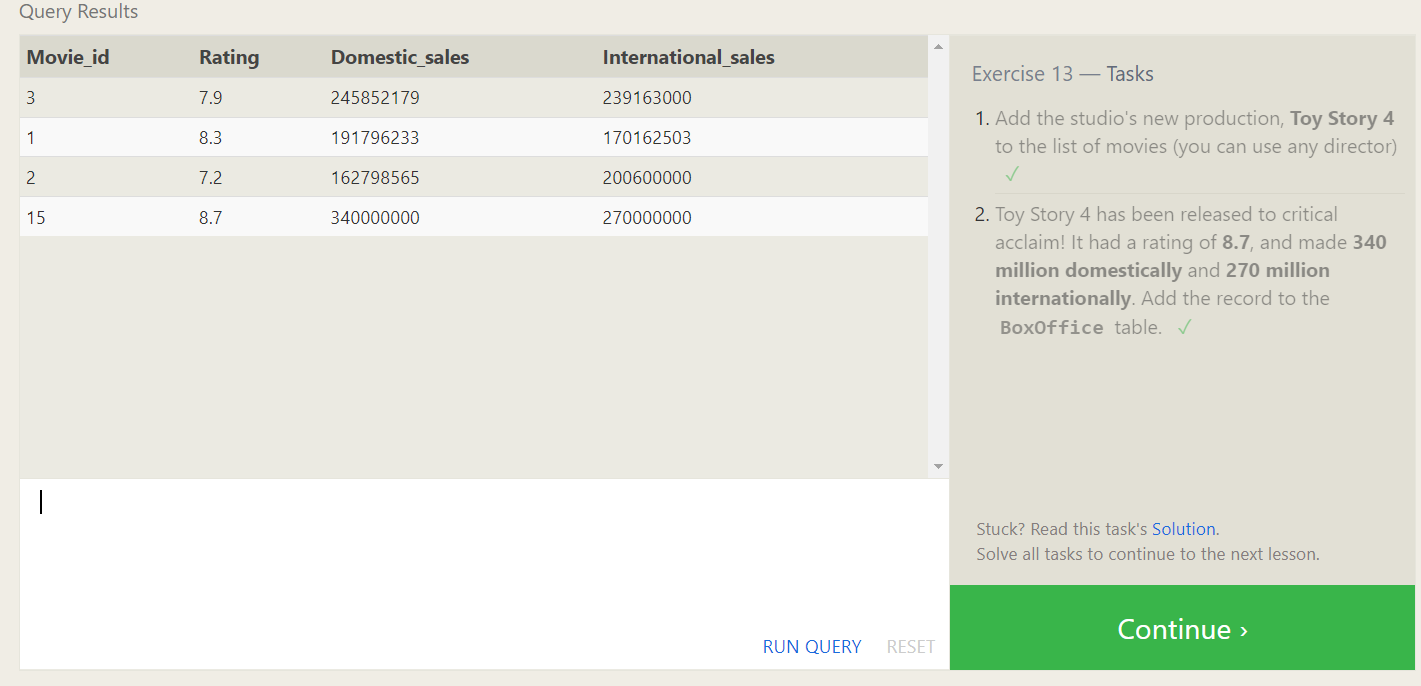 Query Results
Movie_id Rating Domestic_sales International_sales
3 7.9 245852179 239163000
1 8.3 191796233 170162503
2 7.2 162798565 200600000
15 8.7 340000000 270000000
RUN QUERY RESET
Exercise 13 — Tasks
1. Add the studio's new production, Toy Story 4
to the list of movies (you can use any director)
✓
2. Toy Story 4 has been released to critical
acclaim! It had a rating of 8.7, and made 340
million domestically and 270 million
internationally. Add the record to the
BoxOffice table. ✓
Stuck? Read this task's Solution.
Solve all tasks to continue to the next lesson.
Continue ›